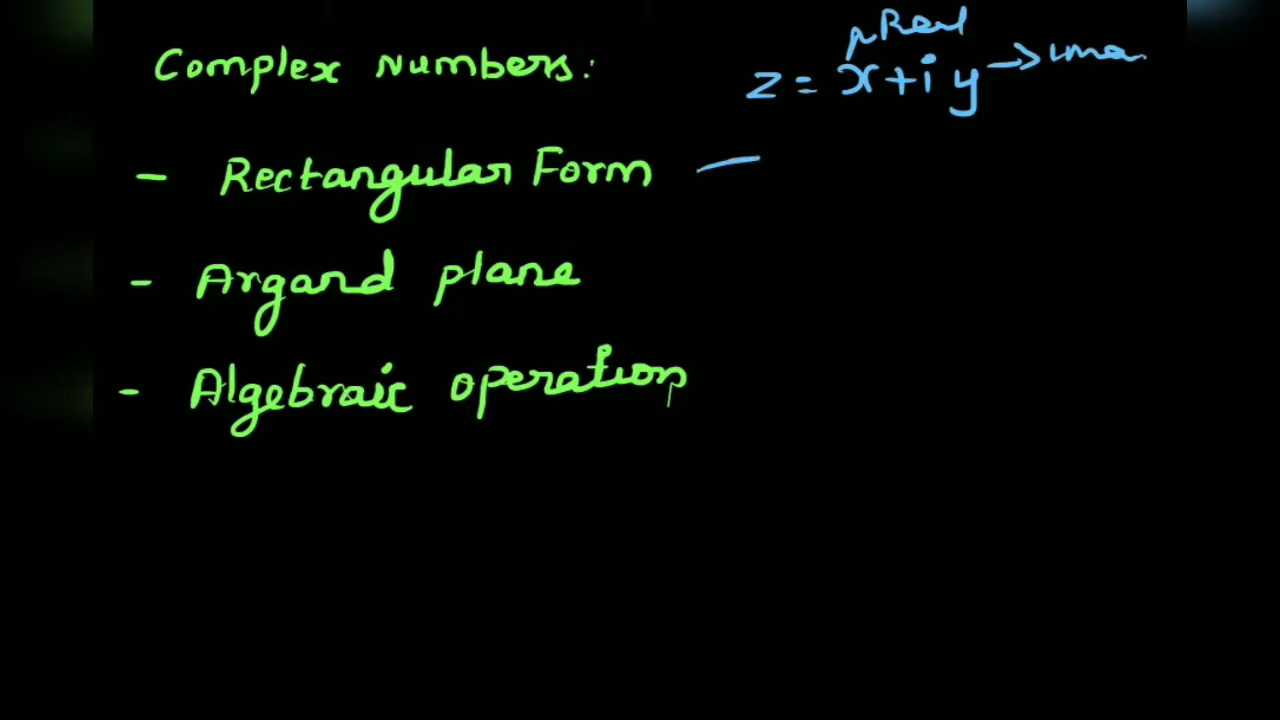 Complex Numbers:
Real
z = x + i y → ima
- Rectangular Form —
- Argand plane
- Algebraic operation